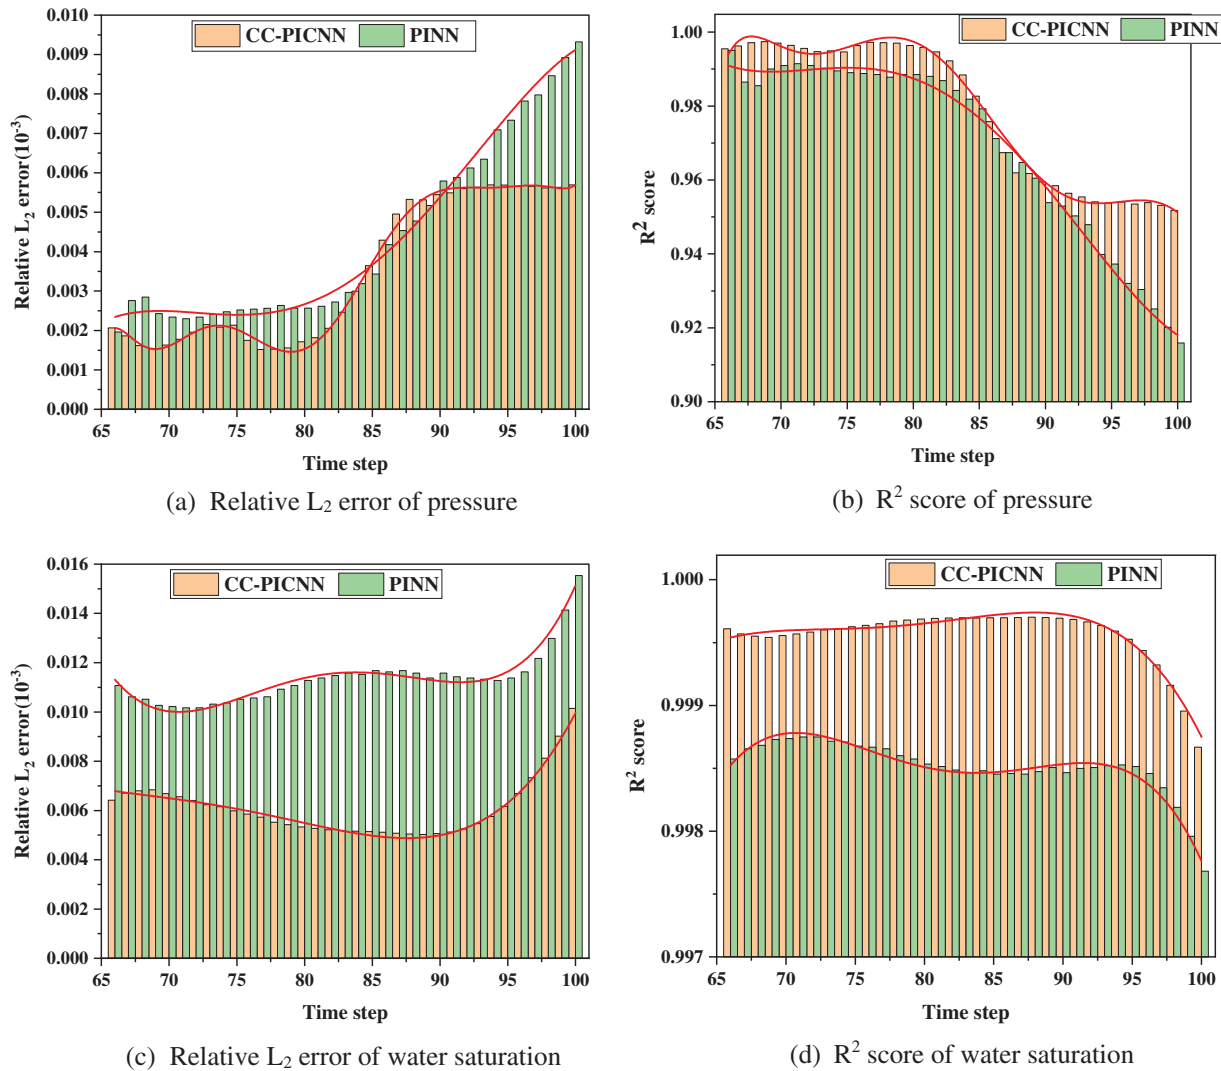 0.010
0.009
0.008
0.007
0.006
0.005
0.004
0.003
0.002
0.001
0.000
Relative L2 error(10-3)
CC-PICNN PINN
65 70 75 80 85 90 95 100
Time step
(a) Relative L2 error of pressure
1.00
0.98
0.96
0.94
0.92
0.90
R2 score
CC-PICNN PINN
65 70 75 80 85 90 95 100
Time step
(b) R2 score of pressure
0.016
0.014
0.012
0.010
0.008
0.006
0.004
0.002
0.000
Relative L2 error(10-3)
CC-PICNN PINN
65 70 75 80 85 90 95 100
Time step
(c) Relative L2 error of water saturation
1.000
0.999
0.998
0.997
R2 score
CC-PICNN PINN
65 70 75 80 85 90 95 100
Time step
(d) R2 score of water saturation